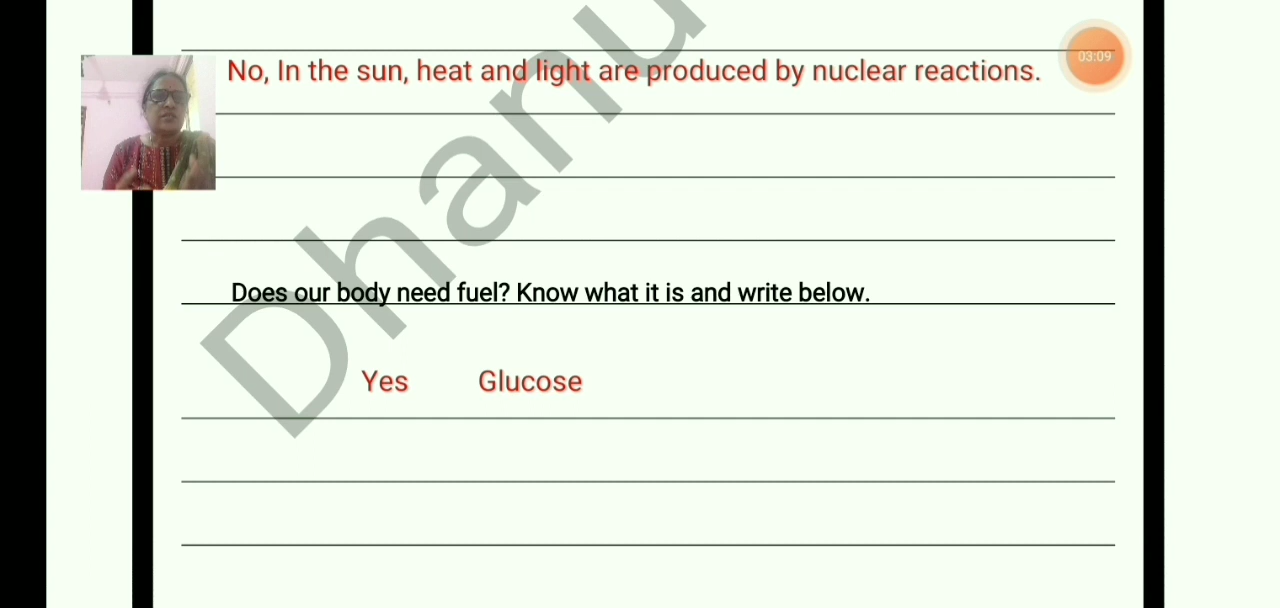 No, In the sun, heat and light are produced by nuclear reactions.
03:09
Does our body need fuel? Know what it is and write below.
Yes Glucose
Dhanu